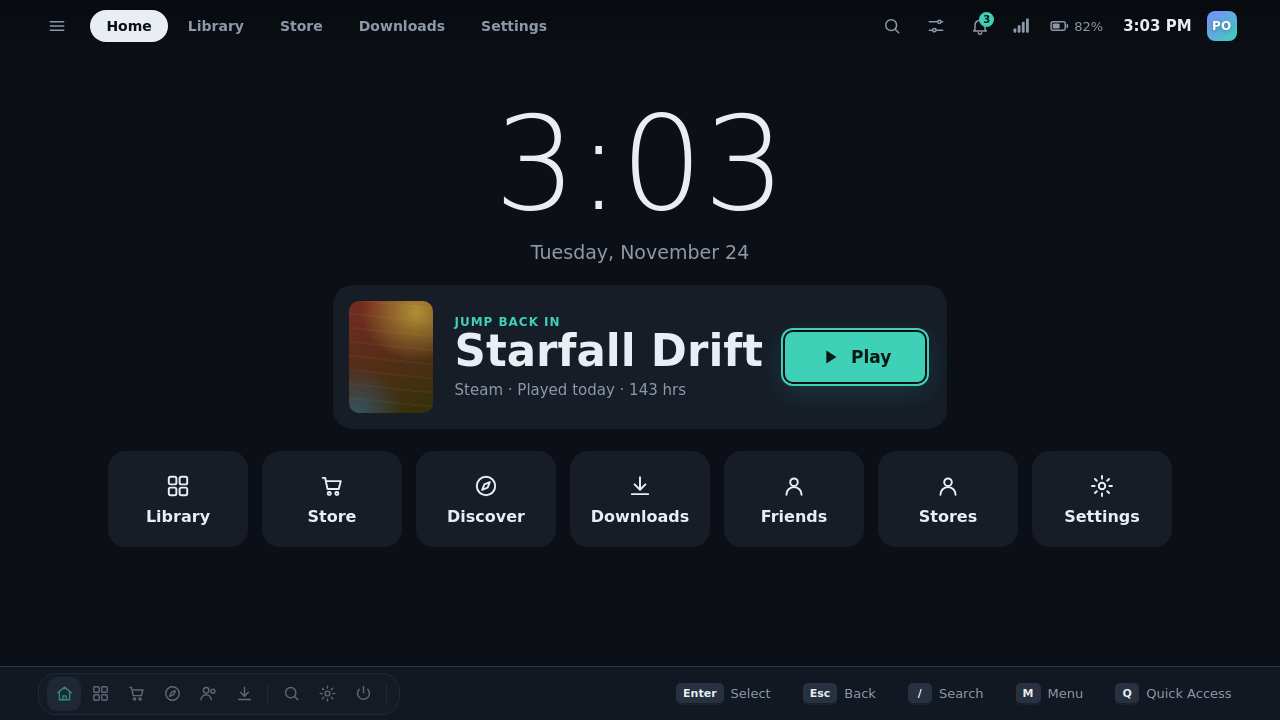 Home Library Store Downloads Settings 3 82% 3:03 PM PO
3:03
Tuesday, November 24
JUMP BACK IN
Starfall Drift
Steam · Played today · 143 hrs
Play
Library Store Discover Downloads Friends Stores Settings
Enter Select Esc Back / Search M Menu Q Quick Access